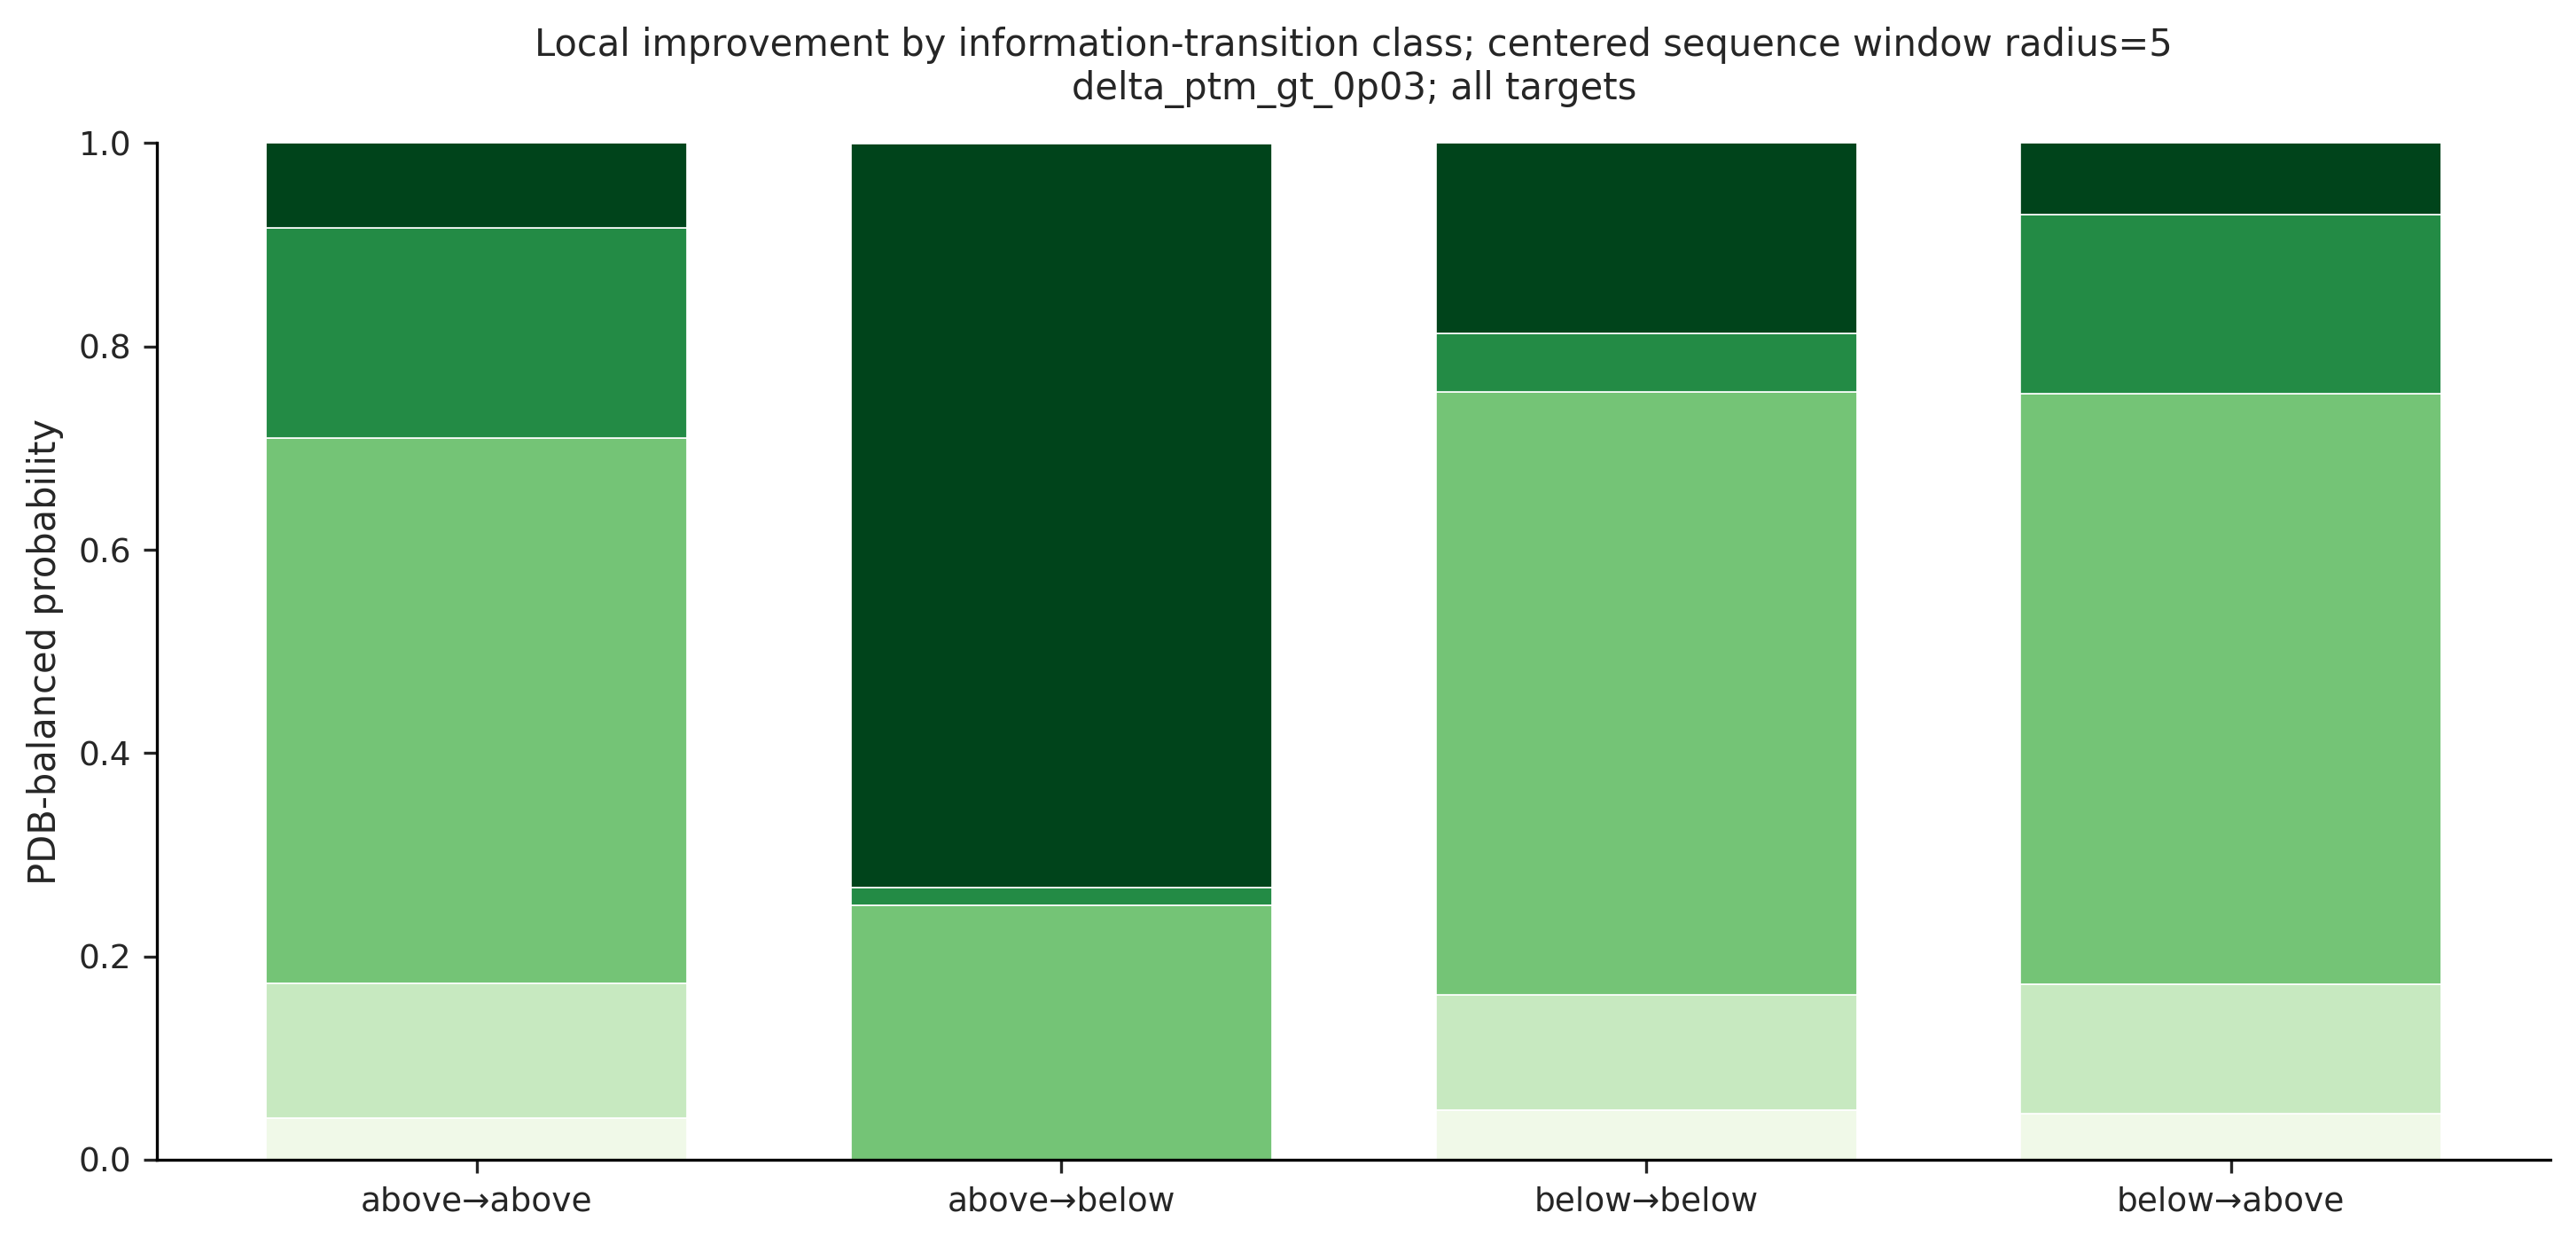 Local improvement by information-transition class; centered sequence window radius=5
delta_ptm_gt_0p03; all targets
PDB-balanced probability
1.0
0.8
0.6
0.4
0.2
0.0
above→above
above→below
below→below
below→above